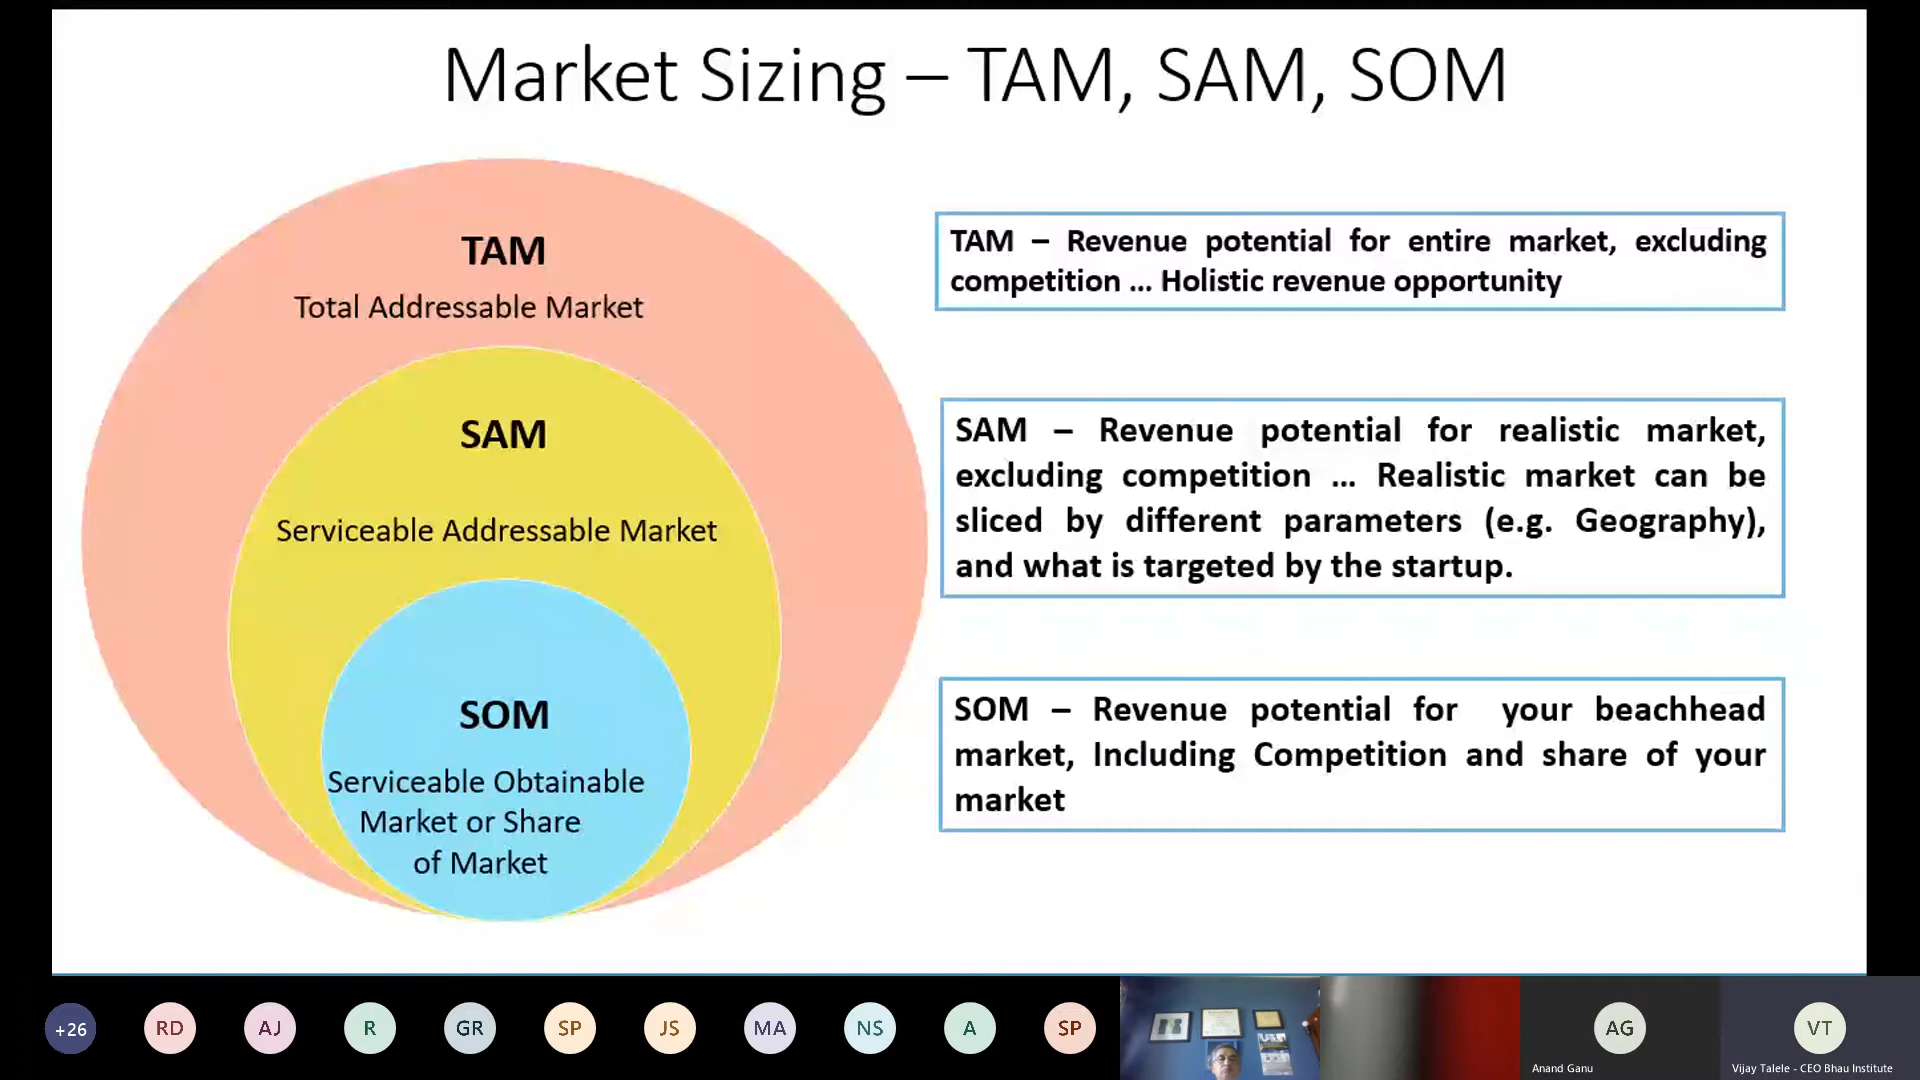 Market Sizing – TAM, SAM, SOM
TAM
Total Addressable Market
SAM
Serviceable Addressable Market
SOM
Serviceable Obtainable
Market or Share
of Market
TAM – Revenue potential for entire market, excluding
competition ... Holistic revenue opportunity
SAM – Revenue potential for realistic market,
excluding competition ... Realistic market can be
sliced by different parameters (e.g. Geography),
and what is targeted by the startup.
SOM – Revenue potential for your beachhead
market, Including Competition and share of your
market
+26
RD
AJ
R
GR
SP
JS
MA
NS
A
SP
AG
Anand Ganu
VT
Vijay Talele - CEO Bhau Institute